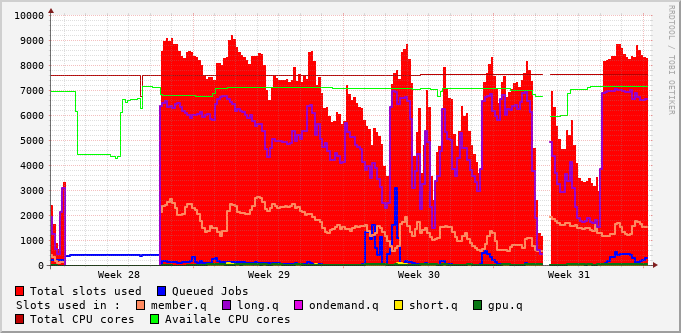 10000
9000
8000
7000
6000
5000
4000
3000
2000
1000
0
Week 28 Week 29 Week 30 Week 31
Total slots used Queued Jobs
Slots used in : member.q long.q ondemand.q short.q gpu.q
Total CPU cores Availale CPU cores
RRDTOOL / TOBI OETIKER